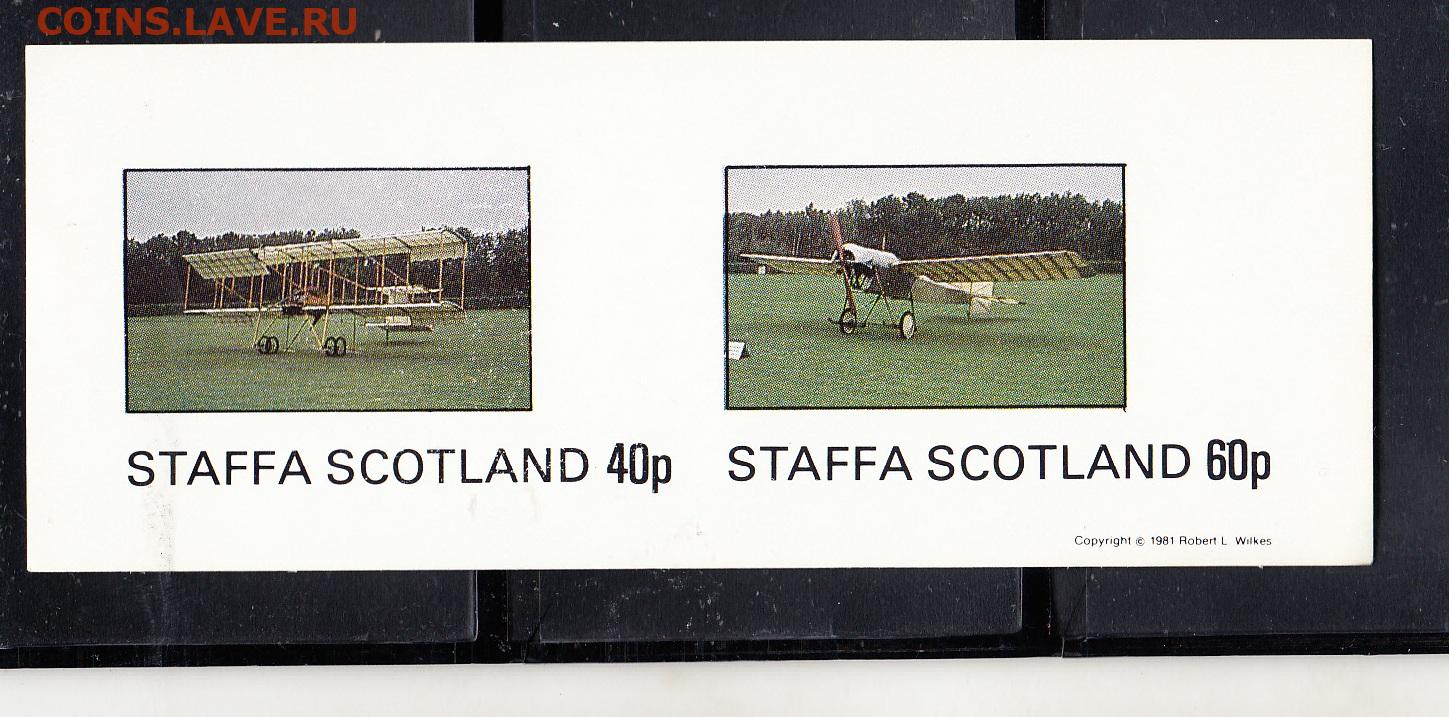 COINS.LAVE.RU
STAFFA SCOTLAND 40p
STAFFA SCOTLAND 60p
Copyright © 1981 Robert L. Wilkes